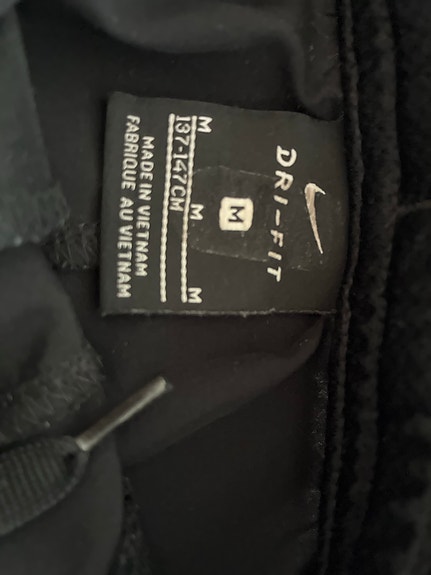 DRI-FIT
M
M M M
137-147CM
MADE IN VIETNAM
FABRIQUE AU VIETNAM